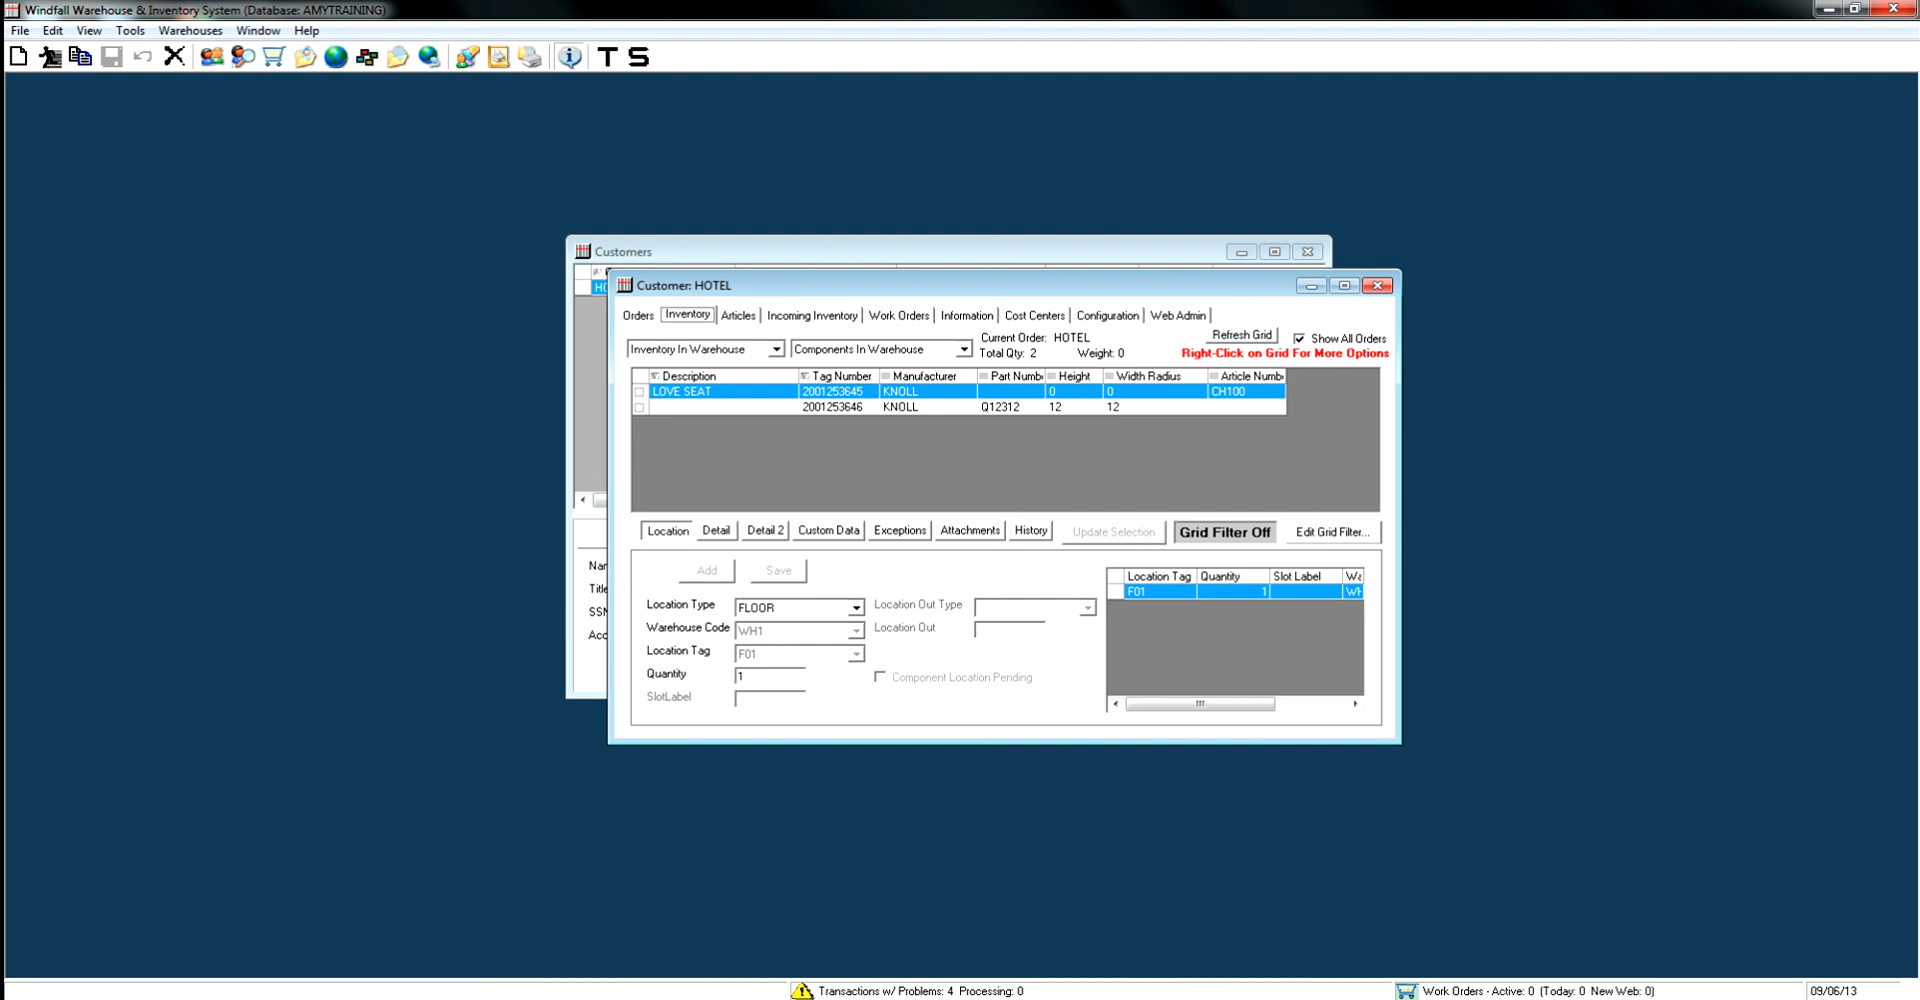 Windfall Warehouse & Inventory System (Database: AMYTRAINING)
File Edit View Tools Warehouses Window Help
T S
Customers
HO
Customer: HOTEL
Orders Inventory Articles Incoming Inventory Work Orders Information Cost Centers Configuration Web Admin
Inventory In Warehouse Components In Warehouse Current Order: HOTEL Refresh Grid Show All Orders
Total Qty: 2 Weight: 0 Right-Click on Grid For More Options
Description Tag Number Manufacturer Part Numb Height Width Radius Article Numb
LOVE SEAT 2001253645 KNOLL 0 0 CH100
2001253646 KNOLL Q12312 12 12
Location Detail Detail 2 Custom Data Exceptions Attachments History Update Selection Grid Filter Off Edit Grid Filter...
Add Save
Location Type FLOOR Location Out Type
Warehouse Code WH1 Location Out
Location Tag F01
Quantity 1 Component Location Pending
SlotLabel
Location Tag Quantity Slot Label Wa
F01 1 WH
Nar
Title
SSN
Acc
Transactions w/ Problems: 4 Processing: 0 Work Orders - Active: 0 (Today: 0 New Web: 0) 09/06/13